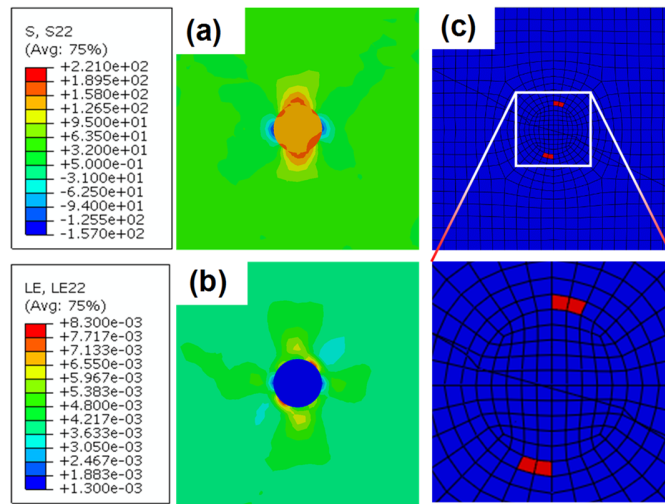 S, S22
(Avg: 75%)
+2.210e+02
+1.895e+02
+1.580e+02
+1.265e+02
+9.500e+01
+6.350e+01
+3.200e+01
+5.000e-01
-3.100e+01
-6.250e+01
-9.400e+01
-1.255e+02
-1.570e+02
(a)
(c)
LE, LE22
(Avg: 75%)
+8.300e-03
+7.717e-03
+7.133e-03
+6.550e-03
+5.967e-03
+5.383e-03
+4.800e-03
+4.217e-03
+3.633e-03
+3.050e-03
+2.467e-03
+1.883e-03
+1.300e-03
(b)